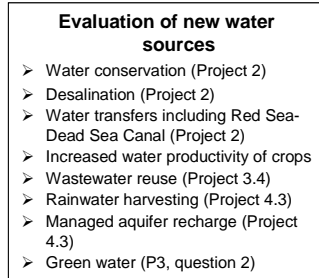 Evaluation of new water
sources
➢ Water conservation (Project 2)
➢ Desalination (Project 2)
➢ Water transfers including Red Sea-
Dead Sea Canal (Project 2)
➢ Increased water productivity of crops
➢ Wastewater reuse (Project 3.4)
➢ Rainwater harvesting (Project 4.3)
➢ Managed aquifer recharge (Project
4.3)
➢ Green water (P3, question 2)